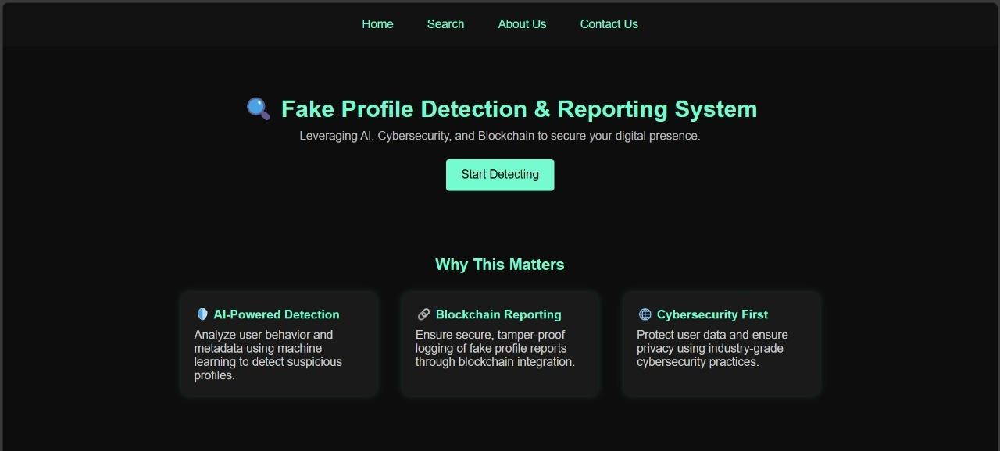 Home Search About Us Contact Us
Fake Profile Detection & Reporting System
Leveraging AI, Cybersecurity, and Blockchain to secure your digital presence.
Start Detecting
Why This Matters
AI-Powered Detection
Analyze user behavior and
metadata using machine
learning to detect suspicious
profiles.
Blockchain Reporting
Ensure secure, tamper-proof
logging of fake profile reports
through blockchain integration.
Cybersecurity First
Protect user data and ensure
privacy using industry-grade
cybersecurity practices.